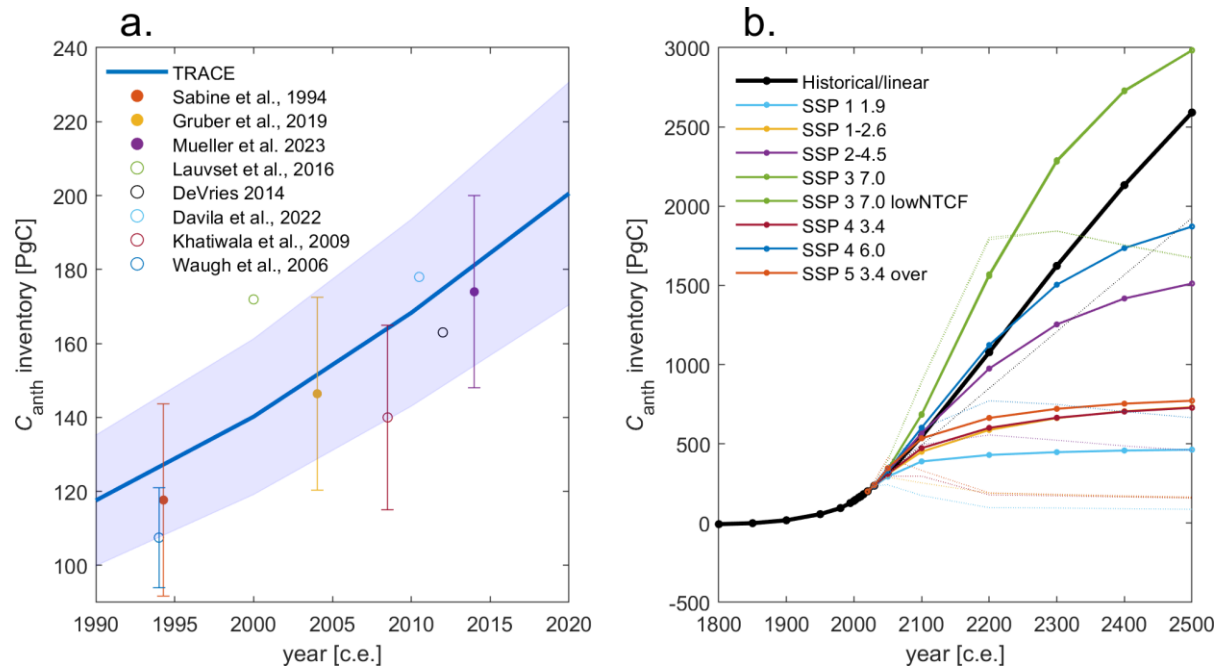 a.
C_anth inventory [PgC]
240
220
200
180
160
140
120
100
TRACE
Sabine et al., 1994
Gruber et al., 2019
Mueller et al. 2023
Lauvset et al., 2016
DeVries 2014
Davila et al., 2022
Khatiwala et al., 2009
Waugh et al., 2006
1990 1995 2000 2005 2010 2015 2020
year [c.e.]
b.
C_anth inventory [PgC]
3000
2500
2000
1500
1000
500
0
-500
Historical/linear
SSP 1 1.9
SSP 1-2.6
SSP 2-4.5
SSP 3 7.0
SSP 3 7.0 lowNTCF
SSP 4 3.4
SSP 4 6.0
SSP 5 3.4 over
1800 1900 2000 2100 2200 2300 2400 2500
year [c.e.]